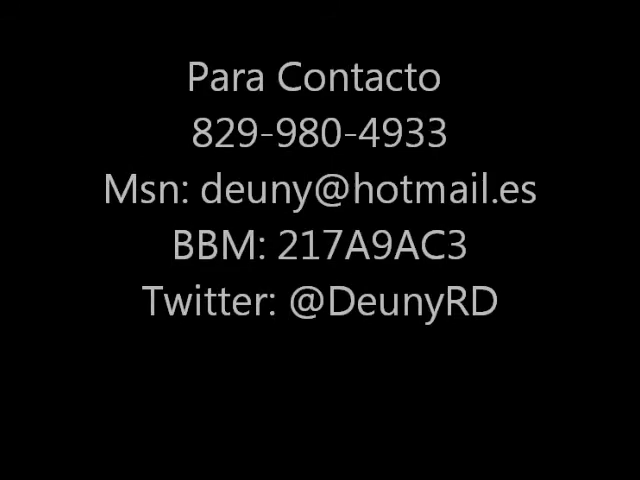 Para Contacto
829-980-4933
Msn: deuny@hotmail.es
BBM: 217A9AC3
Twitter: @DeunyRD